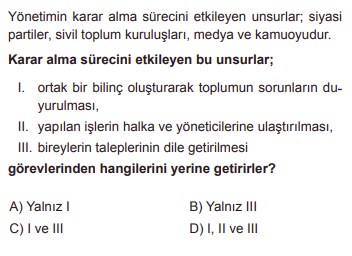 Yönetimin karar alma sürecini etkileyen unsurlar; siyasi
partiler, sivil toplum kuruluşları, medya ve kamuoyudur.
Karar alma sürecini etkileyen bu unsurlar;
I. ortak bir bilinç oluşturarak toplumun sorunların du-
yurulması,
II. yapılan işlerin halka ve yöneticilerine ulaştırılması,
III. bireylerin taleplerinin dile getirilmesi
görevlerinden hangilerini yerine getirirler?
A) Yalnız I B) Yalnız III
C) I ve III D) I, II ve III